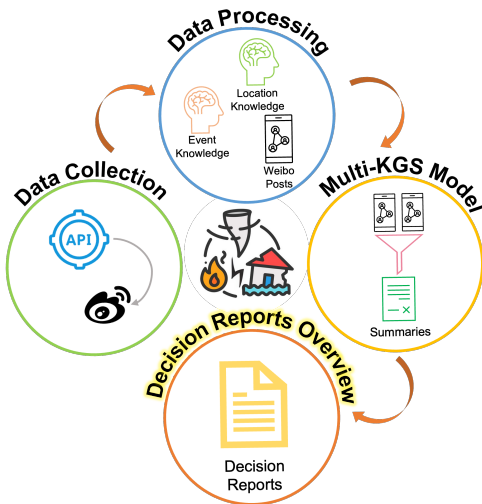 Data Processing
Location
Knowledge
Event
Knowledge
Weibo
Posts
Data Collection
API
Multi-KGS Model
Summaries
Decision Reports Overview
Decision
Reports